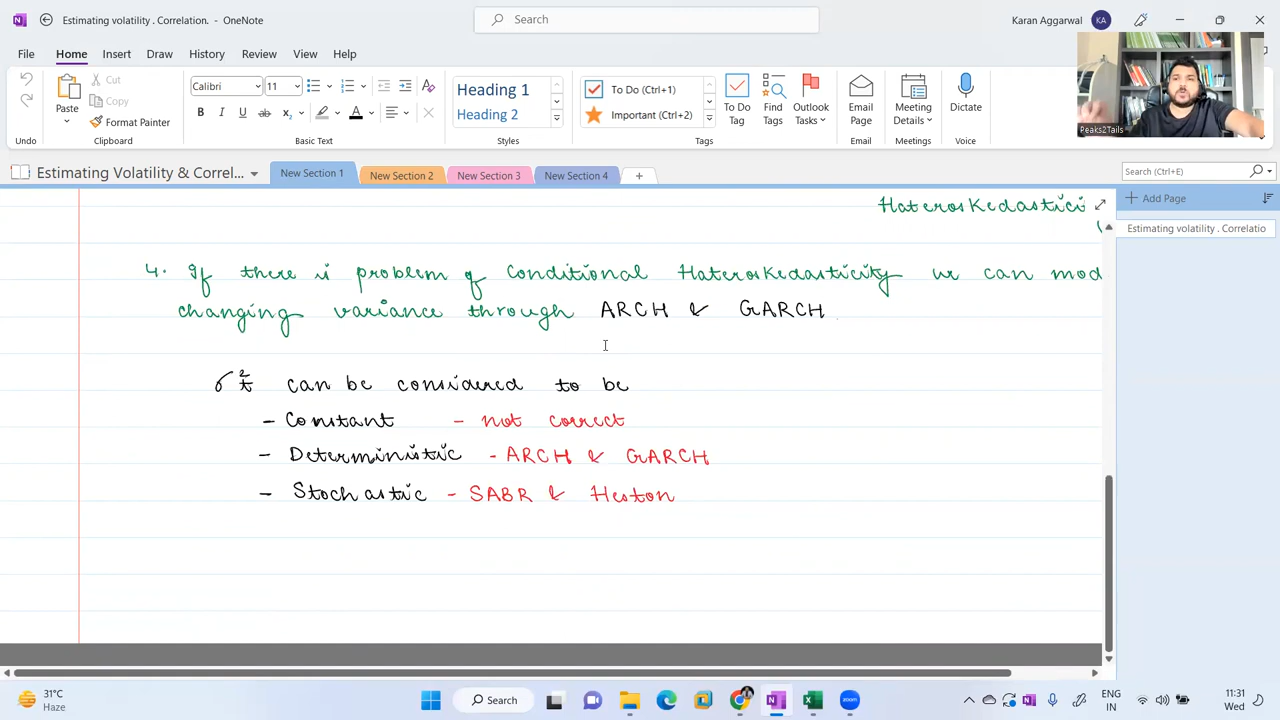 Estimating volatility . Correlation. - OneNote
Search
Karan Aggarwal
KA
File Home Insert Draw History Review View Help
Paste
Cut
Copy
Format Painter
Calibri 11
Heading 1
Heading 2
To Do (Ctrl+1)
Important (Ctrl+2)
To Do Tag
Find Tags
Outlook Tasks
Email Page
Meeting Details
Dictate
Peaks2Tails
Undo Clipboard Basic Text Styles Tags Email Meetings Voice
Estimating Volatility & Correl...
New Section 1 New Section 2 New Section 3 New Section 4 +
Search (Ctrl+E)
Add Page
Estimating volatility . Correlatio
Hateroskedastici
4. If there is problem of Conditional Hateroskedasticity we can mod
changing variance through ARCH & GARCH
σ²t can be considered to be
- Constant - not correct
- Deterministic - ARCH & GARCH
- Stochastic - SABR & Heston
31°C
Haze
Search
ENG
IN
11:31
Wed